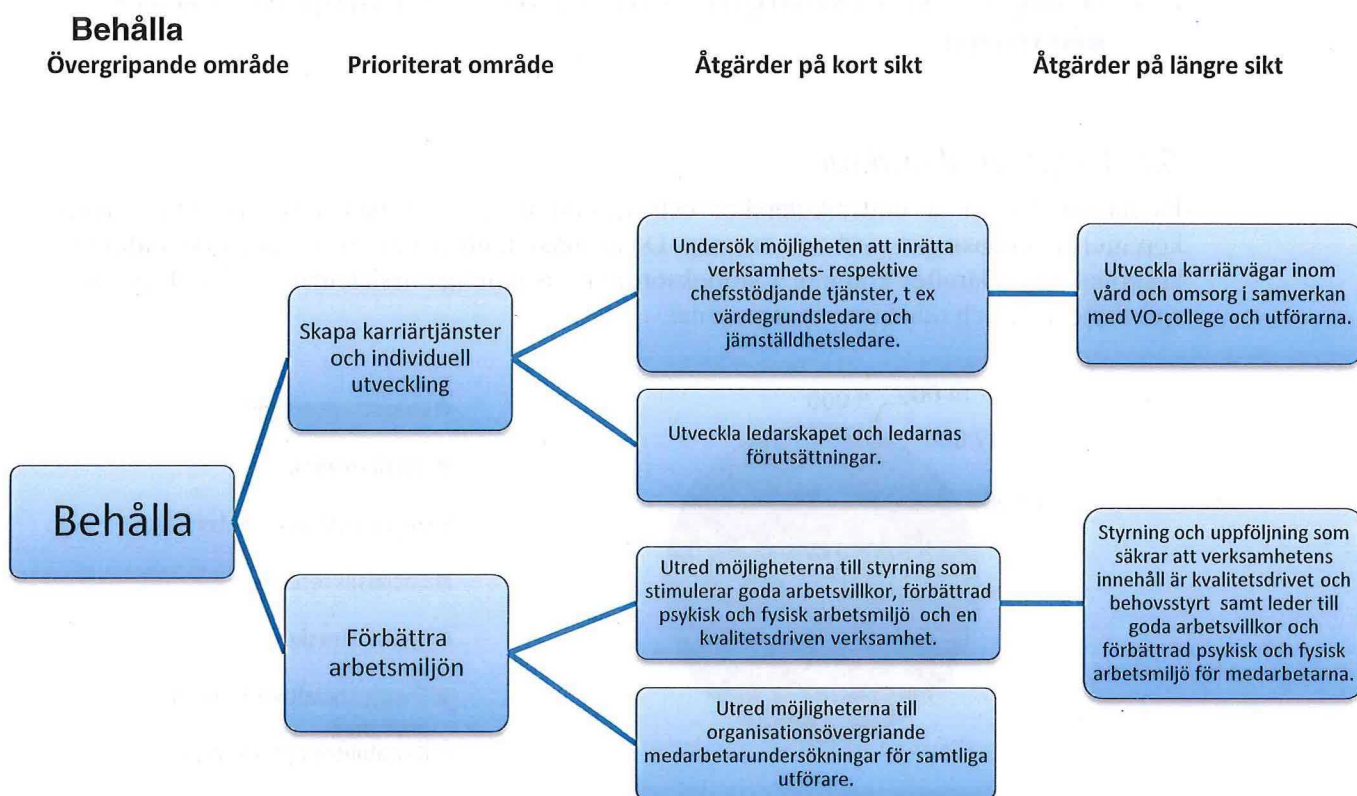 Behålla
Övergripande område
Prioriterat område
Åtgärder på kort sikt
Åtgärder på längre sikt
Behålla
Skapa karriärtjänster
och individuell
utveckling
Undersök möjligheten att inrätta
verksamhets- respektive
chefsstödjande tjänster, t ex
värdegrundsledare och
jämställdhetsledare.
Utveckla karriärvägar inom
vård och omsorg i samverkan
med VO-college och utförarna.
Utveckla ledarskapet och ledarnas
förutsättningar.
Förbättra
arbetsmiljön
Utred möjligheterna till styrning som
stimulerar goda arbetsvillkor, förbättrad
psykisk och fysisk arbetsmiljö och en
kvalitetsdriven verksamhet.
Styrning och uppföljning som
säkrar att verksamhetens
innehåll är kvalitetsdrivet och
behovsstyrt samt leder till
goda arbetsvillkor och
förbättrad psykisk och fysisk
arbetsmiljö för medarbetarna.
Utred möjligheterna till
organisationsövergriande
medarbetarundersökningar för samtliga
utförare.